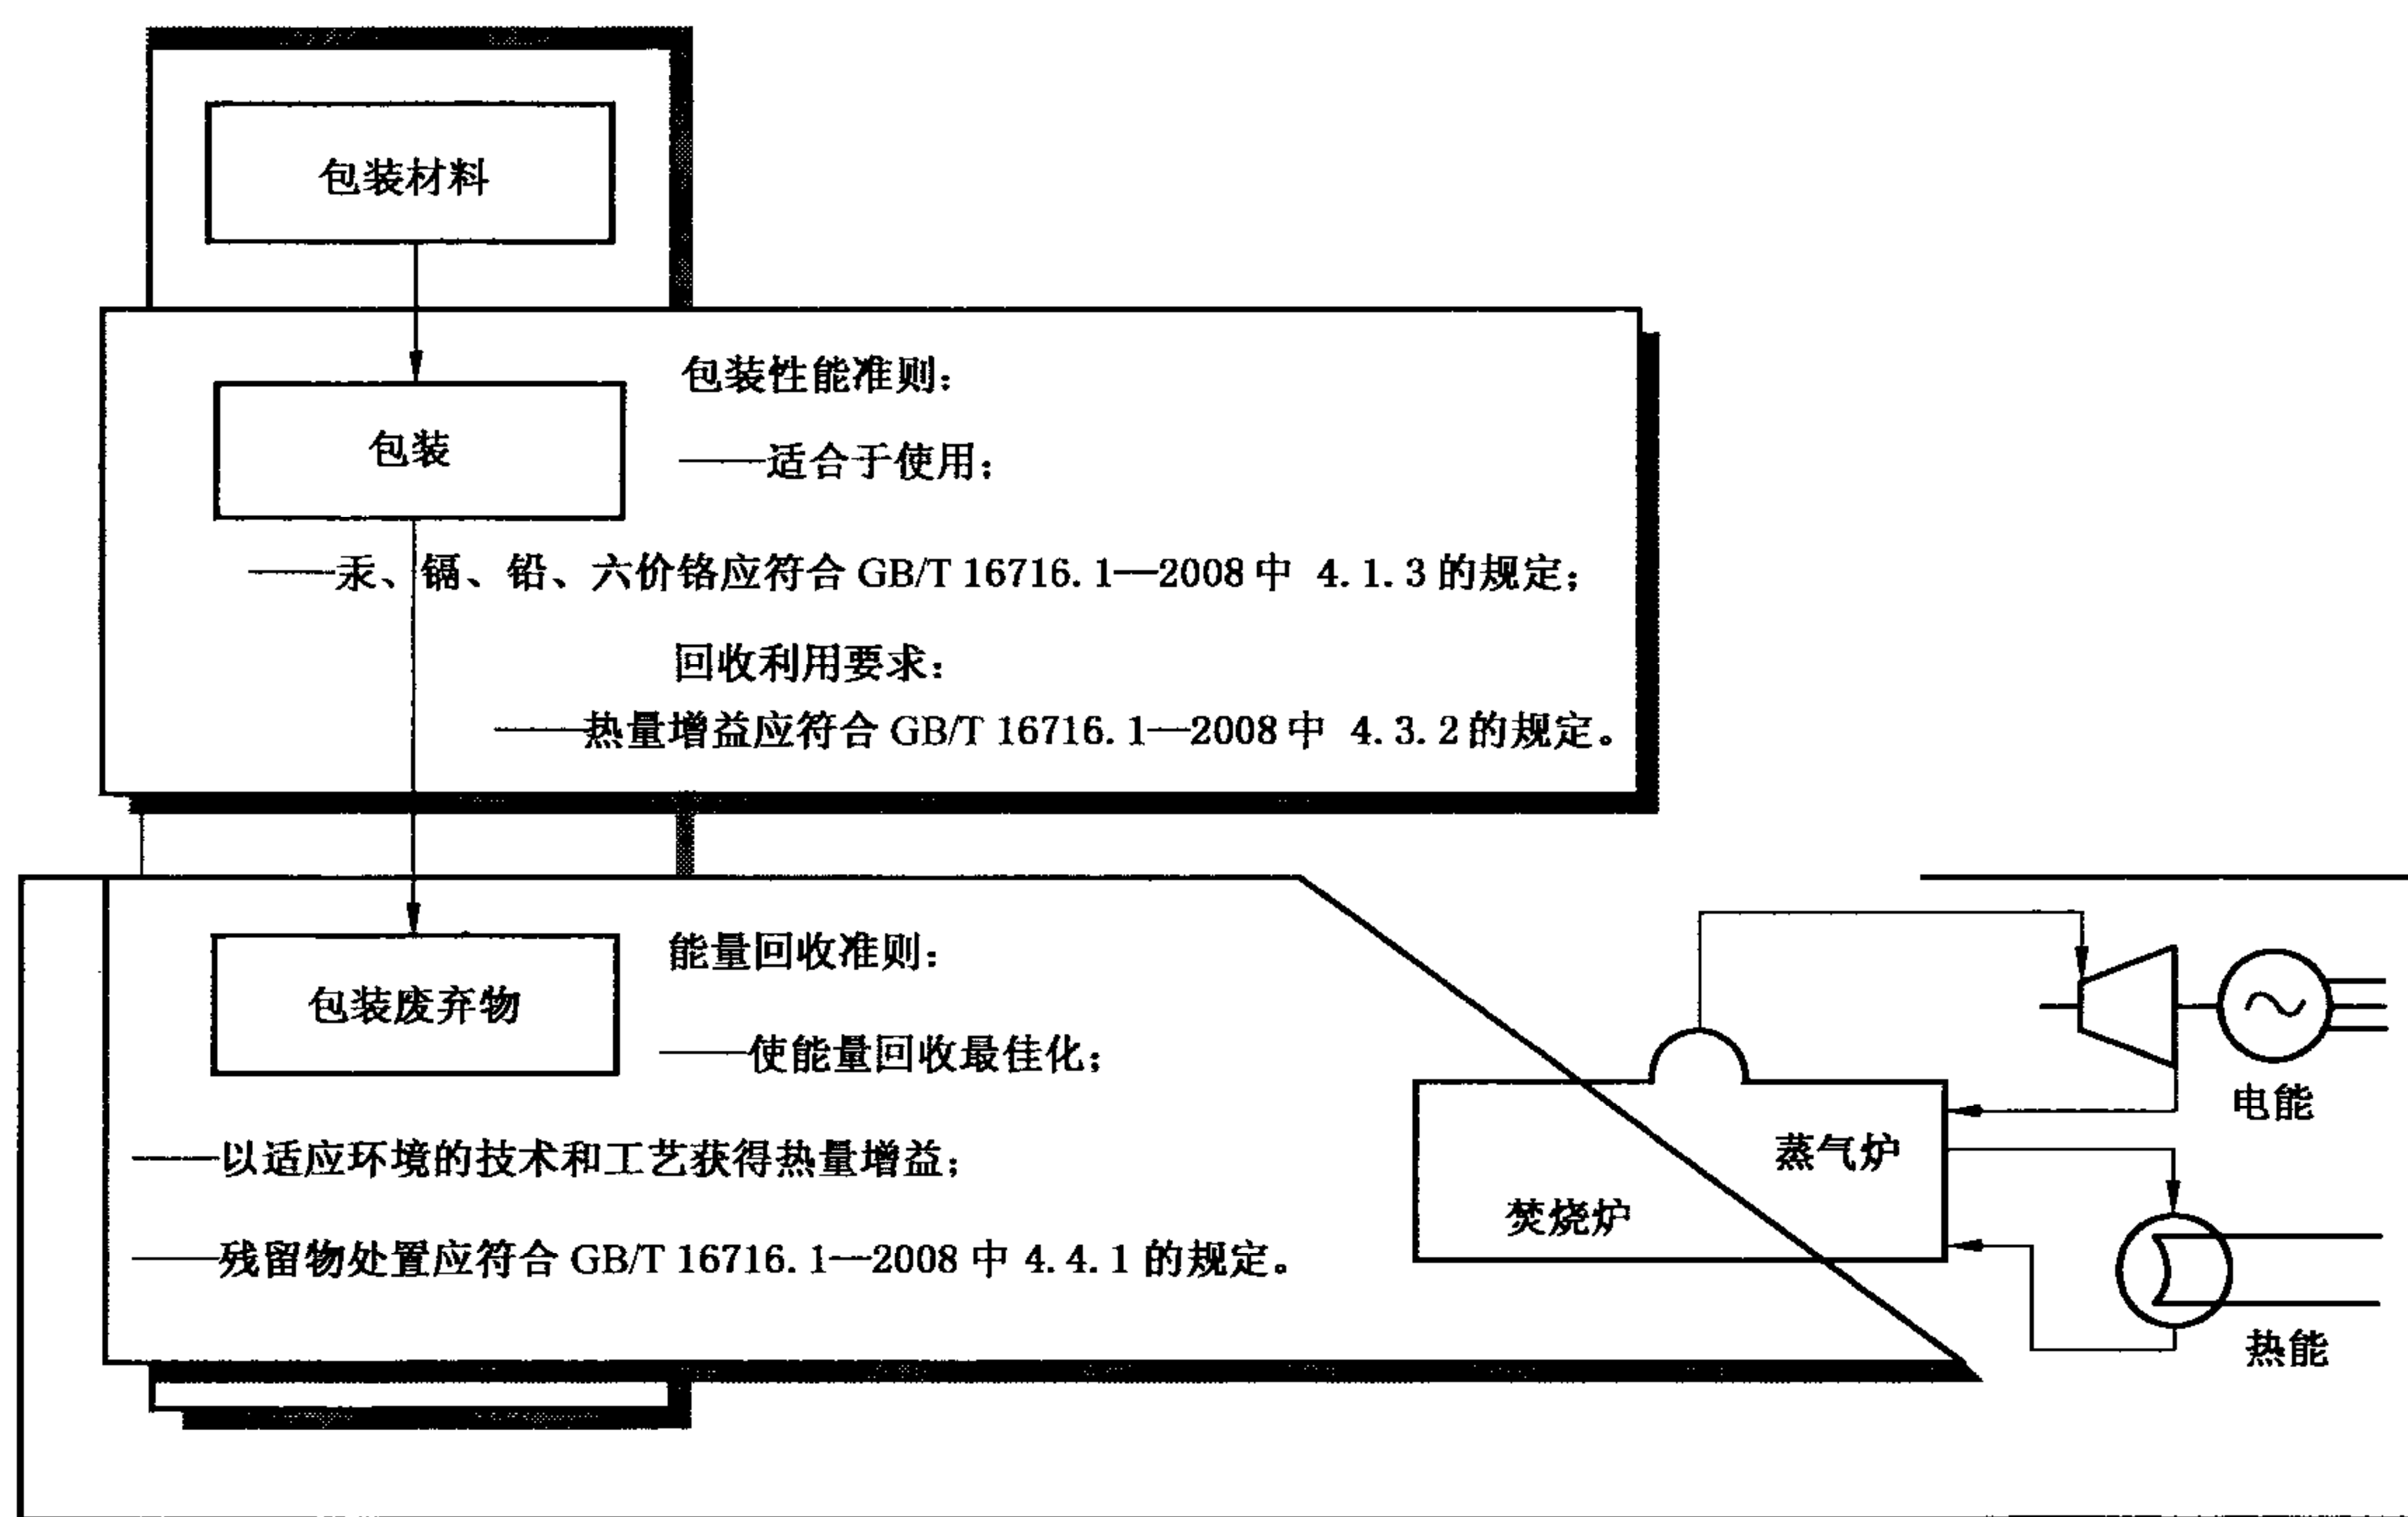 包装材料
包装
包装性能准则：
——适合于使用；
——汞、镉、铅、六价铬应符合 GB/T 16716.1—2008 中 4.1.3 的规定；
回收利用要求：
——热量增益应符合 GB/T 16716.1—2008 中 4.3.2 的规定。
包装废弃物
能量回收准则：
——使能量回收最佳化；
——以适应环境的技术和工艺获得热量增益；
——残留物处置应符合 GB/T 16716.1—2008 中 4.4.1 的规定。
焚烧炉
蒸气炉
电能
热能